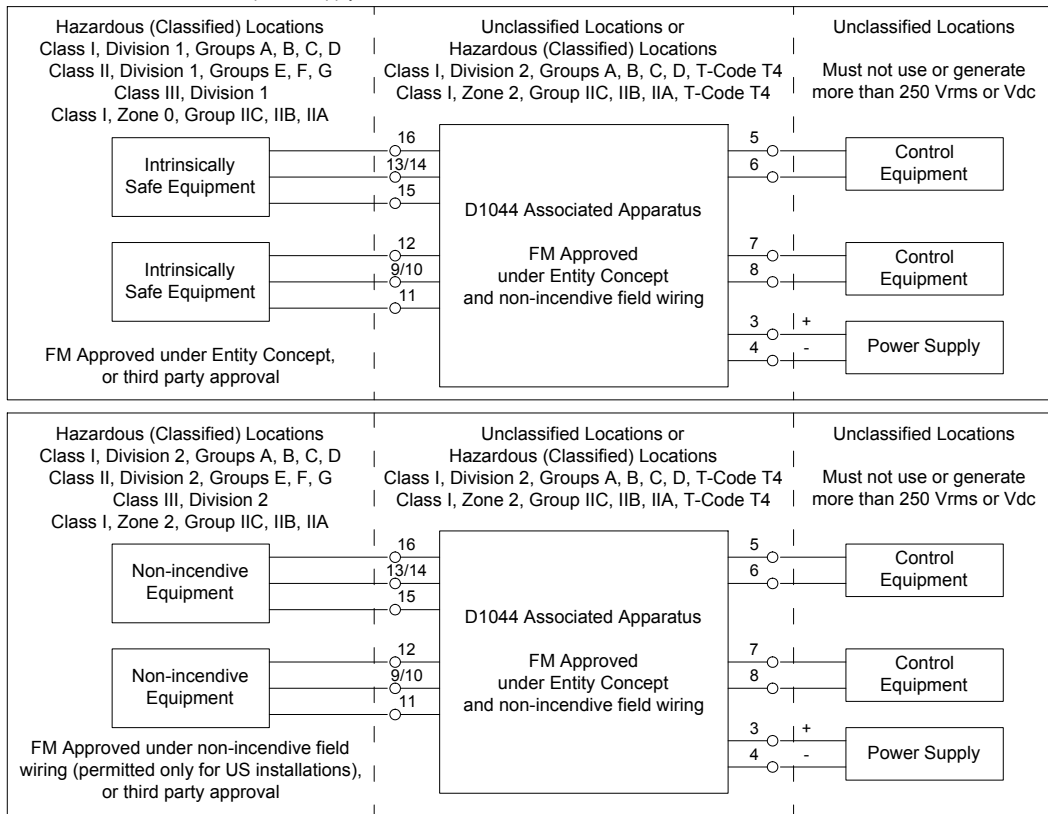 Hazardous (Classified) Locations
Class I, Division 1, Groups A, B, C, D
Class II, Division 1, Groups E, F, G
Class III, Division 1
Class I, Zone 0, Group IIC, IIB, IIA
Unclassified Locations or
Hazardous (Classified) Locations
Class I, Division 2, Groups A, B, C, D, T-Code T4
Class I, Zone 2, Group IIC, IIB, IIA, T-Code T4
Unclassified Locations
Must not use or generate
more than 250 Vrms or Vdc
Intrinsically
Safe Equipment
16
13/14
15
Intrinsically
Safe Equipment
12
9/10
11
FM Approved under Entity Concept,
or third party approval
D1044 Associated Apparatus
FM Approved
under Entity Concept
and non-incendive field wiring
5
6
Control
Equipment
7
8
Control
Equipment
3 +
4 -
Power Supply
Hazardous (Classified) Locations
Class I, Division 2, Groups A, B, C, D
Class II, Division 2, Groups E, F, G
Class III, Division 2
Class I, Zone 2, Group IIC, IIB, IIA
Unclassified Locations or
Hazardous (Classified) Locations
Class I, Division 2, Groups A, B, C, D, T-Code T4
Class I, Zone 2, Group IIC, IIB, IIA, T-Code T4
Unclassified Locations
Must not use or generate
more than 250 Vrms or Vdc
Non-incendive
Equipment
16
13/14
15
Non-incendive
Equipment
12
9/10
11
FM Approved under non-incendive field
wiring (permitted only for US installations),
or third party approval
D1044 Associated Apparatus
FM Approved
under Entity Concept
and non-incendive field wiring
5
6
Control
Equipment
7
8
Control
Equipment
3 +
4 -
Power Supply